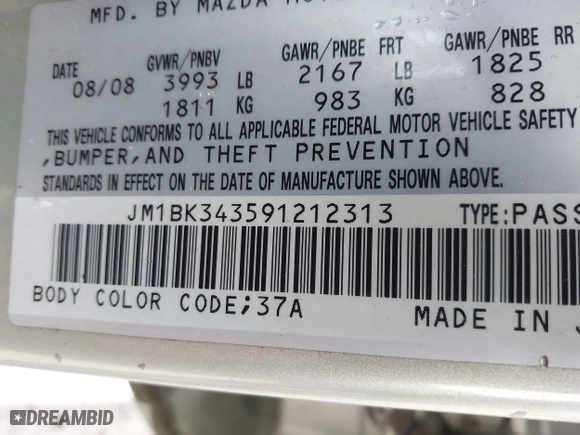 MFD. BY MAZDA
DATE GVWR/PNBV GAWR/PNBE FRT GAWR/PNBE RR
08/08 3993 LB 2167 LB 1825
1811 KG 983 KG 828
THIS VEHICLE CONFORMS TO ALL APPLICABLE FEDERAL MOTOR VEHICLE SAFETY
,BUMPER,AND THEFT PREVENTION
STANDARDS IN EFFECT ON THE DATE OF MANUFACTURE SHOWN ABOVE.
JM1BK343591212313 TYPE:PASS
BODY COLOR CODE;37A MADE IN
DREAMBID